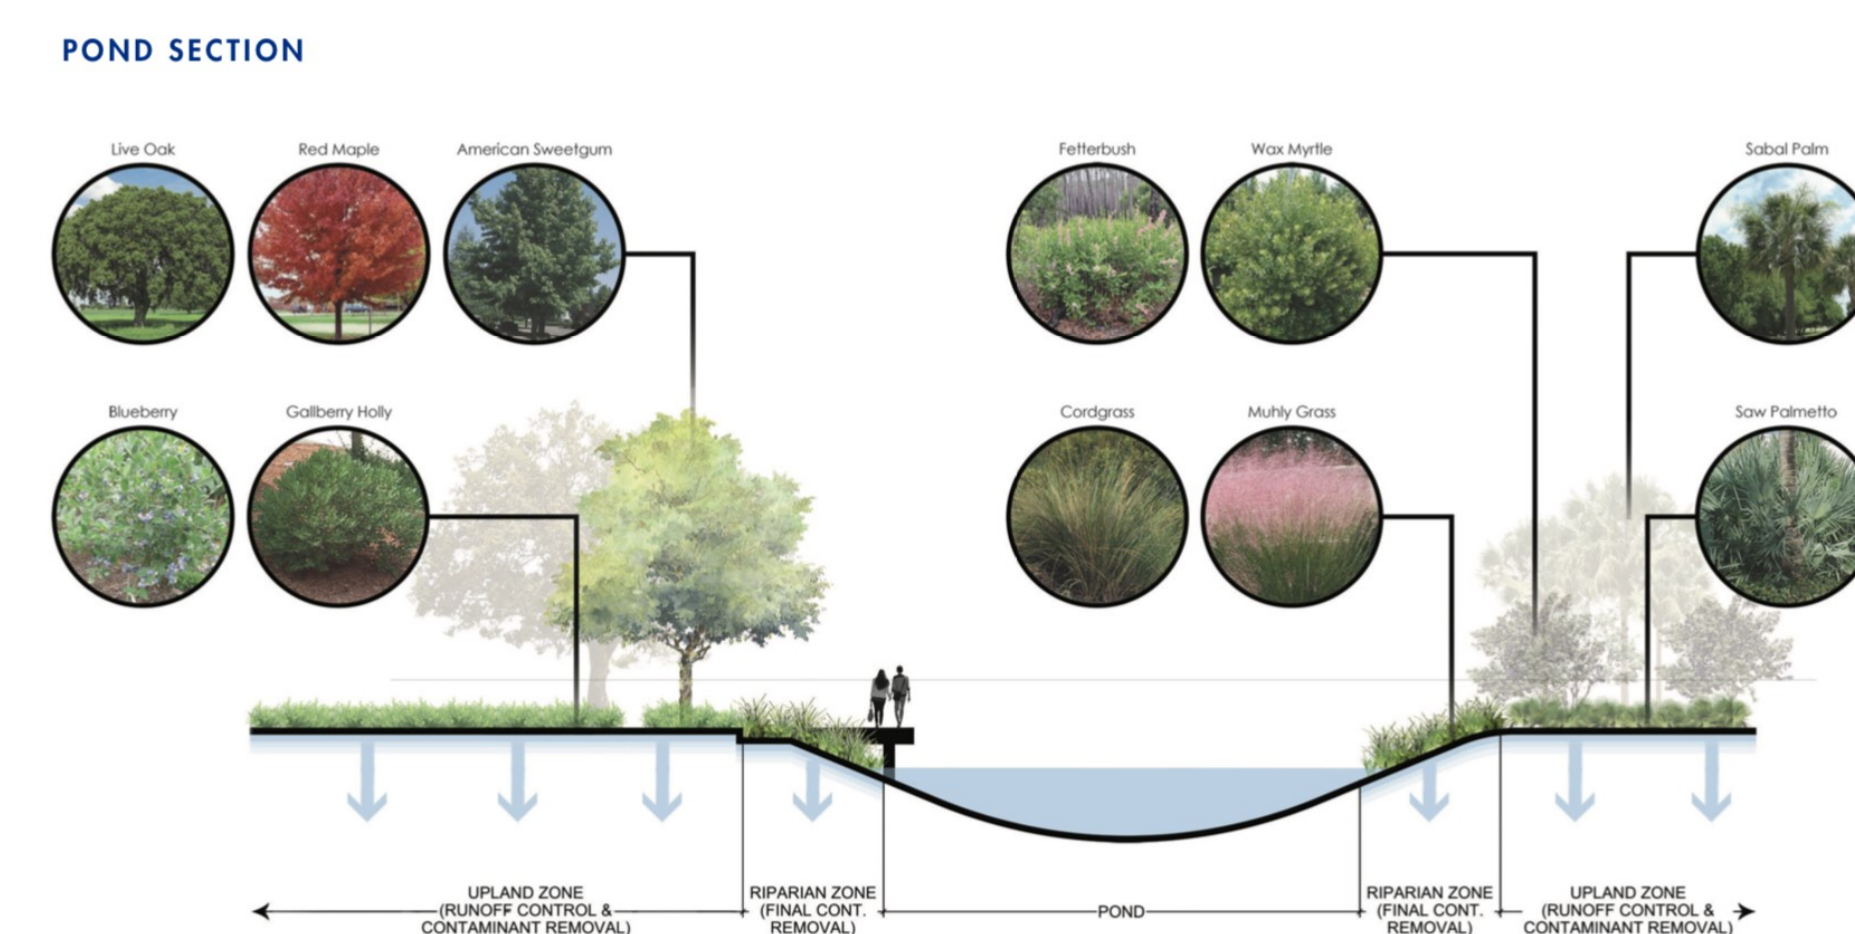 POND SECTION
Live Oak
Red Maple
American Sweetgum
Fetterbush
Wax Myrtle
Sabal Palm
Blueberry
Gallberry Holly
Cordgrass
Muhly Grass
Saw Palmetto
UPLAND ZONE
(RUNOFF CONTROL &
CONTAMINANT REMOVAL)
RIPARIAN ZONE
(FINAL CONT.
REMOVAL)
POND
RIPARIAN ZONE
(FINAL CONT.
REMOVAL)
UPLAND ZONE
(RUNOFF CONTROL &
CONTAMINANT REMOVAL)